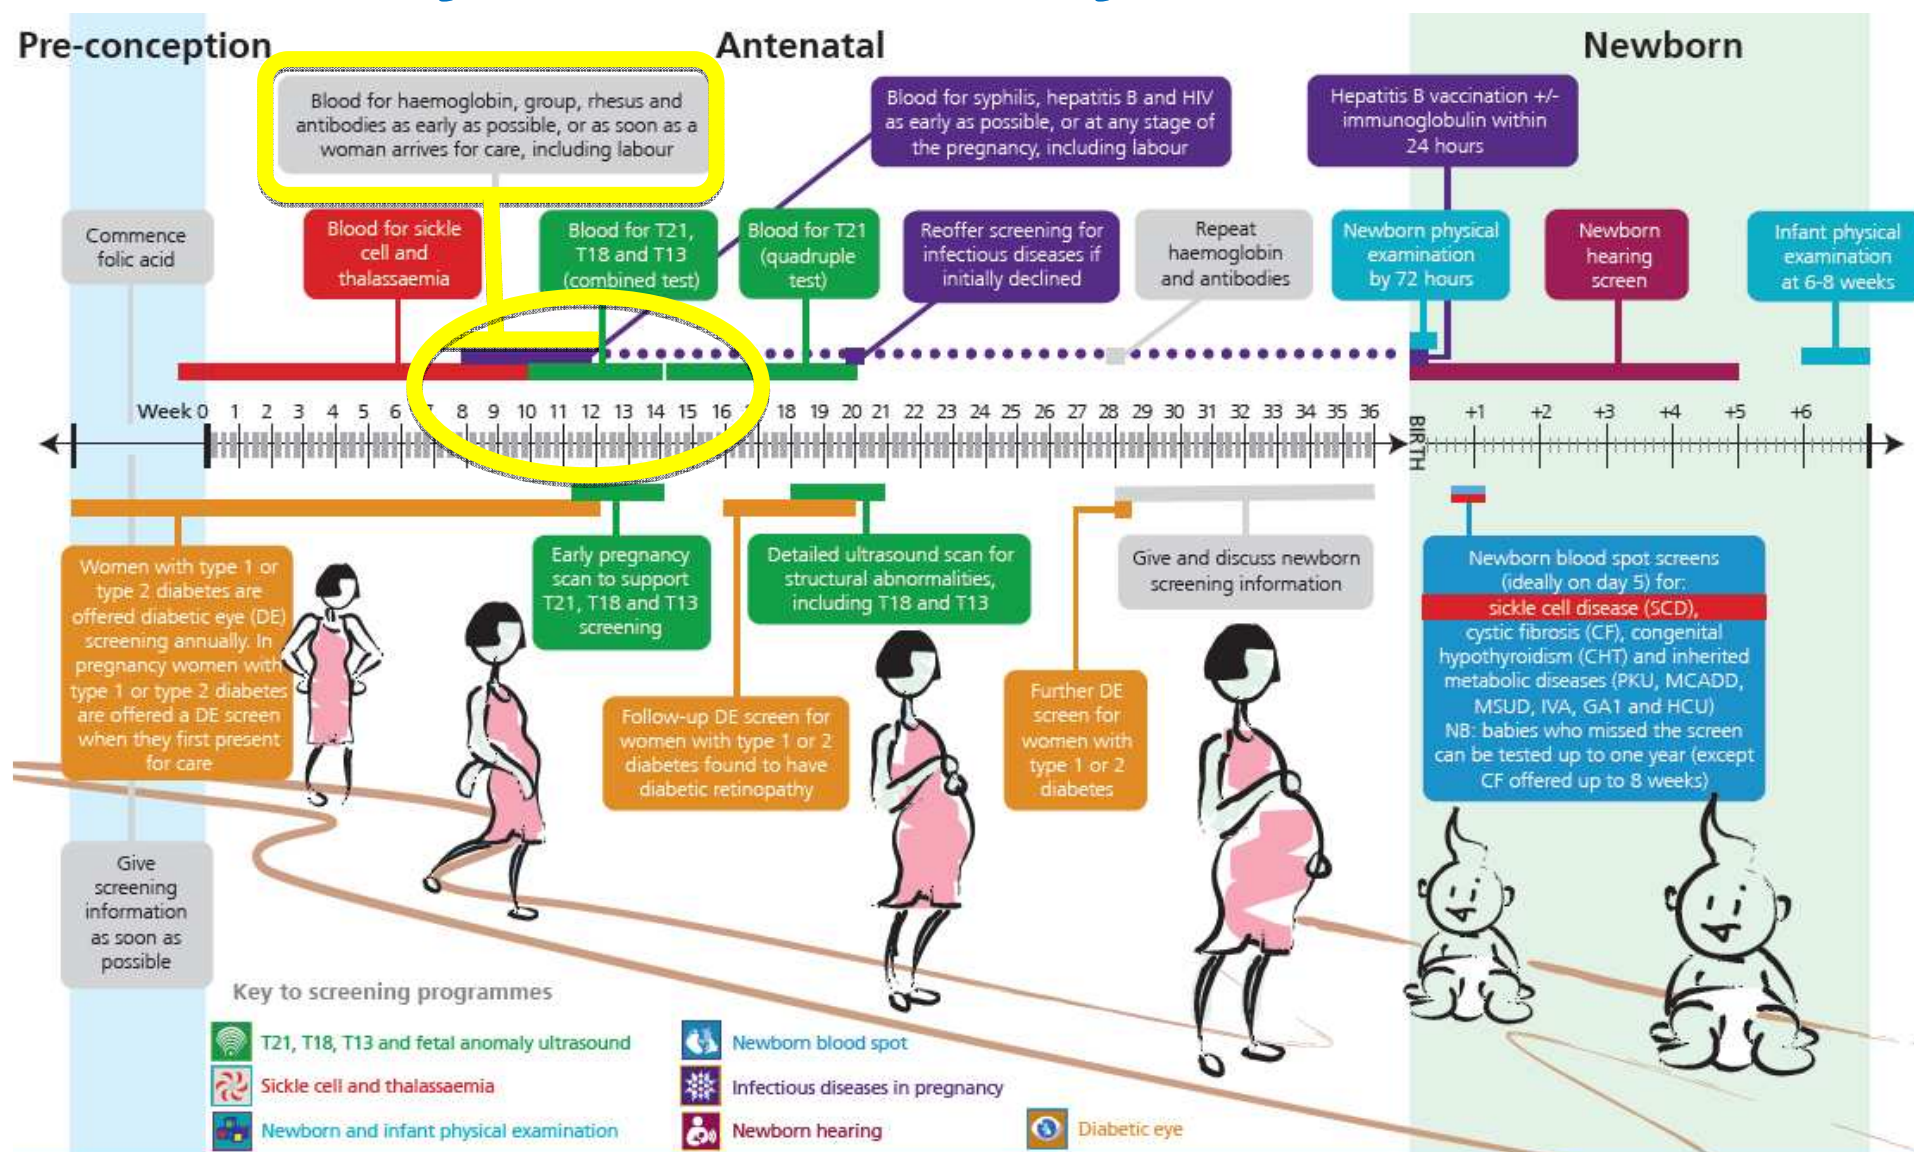 Pre-conception
Antenatal
Newborn
Blood for haemoglobin, group, rhesus and
antibodies as early as possible, or as soon as a
woman arrives for care, including labour
Blood for syphilis, hepatitis B and HIV
as early as possible, or at any stage of
the pregnancy, including labour
Hepatitis B vaccination +/-
immunoglobulin within
24 hours
Commence
folic acid
Blood for sickle
cell and
thalassaemia
Blood for T21,
T18 and T13
(combined test)
Blood for T21
(quadruple
test)
Reoffer screening for
infectious diseases if
initially declined
Repeat
haemoglobin
and antibodies
Newborn physical
examination
by 72 hours
Newborn
hearing
screen
Infant physical
examination
at 6-8 weeks
Week 0 1 2 3 4 5 6 7 8 9 10 11 12 13 14 15 16 17 18 19 20 21 22 23 24 25 26 27 28 29 30 31 32 33 34 35 36 +1 +2 +3 +4 +5 +6
BIRTH
Women with type 1 or
type 2 diabetes are
offered diabetic eye (DE)
screening annually. In
pregnancy women with
type 1 or type 2 diabetes
are offered a DE screen
when they first present
for care
Early pregnancy
scan to support
T21, T18 and T13
screening
Detailed ultrasound scan for
structural abnormalities,
including T18 and T13
Give and discuss newborn
screening information
Newborn blood spot screens
(ideally on day 5) for:
sickle cell disease (SCD),
cystic fibrosis (CF), congenital
hypothyroidism (CHT) and inherited
metabolic diseases (PKU, MCADD,
MSUD, IVA, GA1 and HCU)
NB: babies who missed the screen
can be tested up to one year (except
CF offered up to 8 weeks)
Follow-up DE screen for
women with type 1 or 2
diabetes found to have
diabetic retinopathy
Further DE
screen for
women with
type 1 or 2
diabetes
Give
screening
information
as soon as
possible
Key to screening programmes
T21, T18, T13 and fetal anomaly ultrasound
Newborn blood spot
Sickle cell and thalassaemia
Infectious diseases in pregnancy
Newborn and infant physical examination
Newborn hearing
Diabetic eye